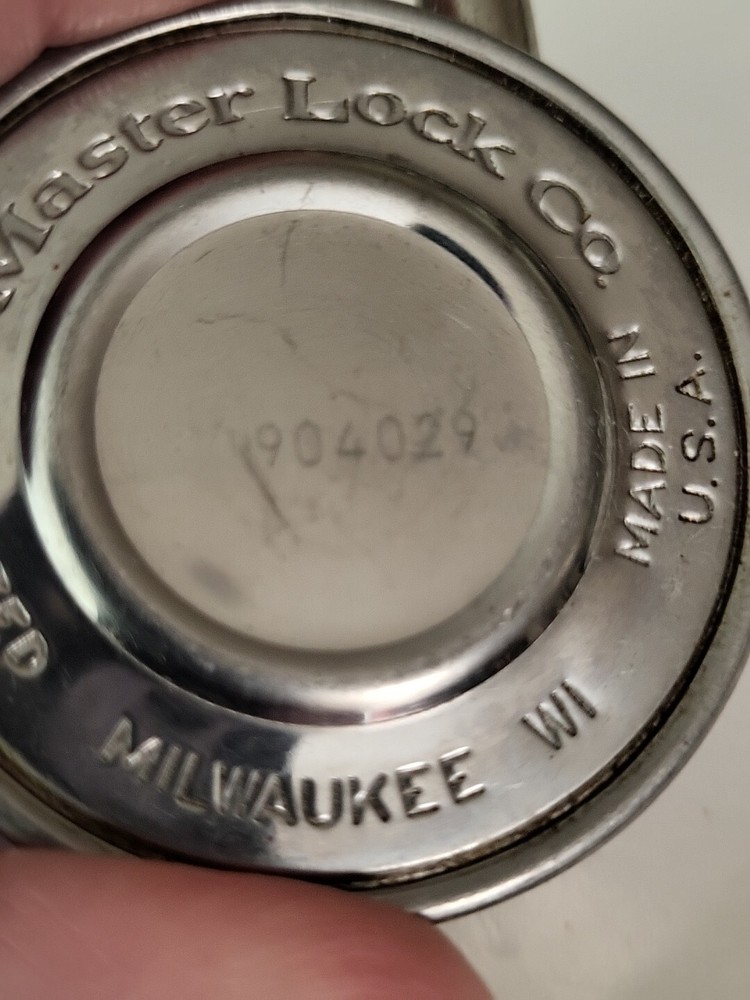 Master Lock Co.
MADE IN
U.S.A.
904029
MILWAUKEE WI